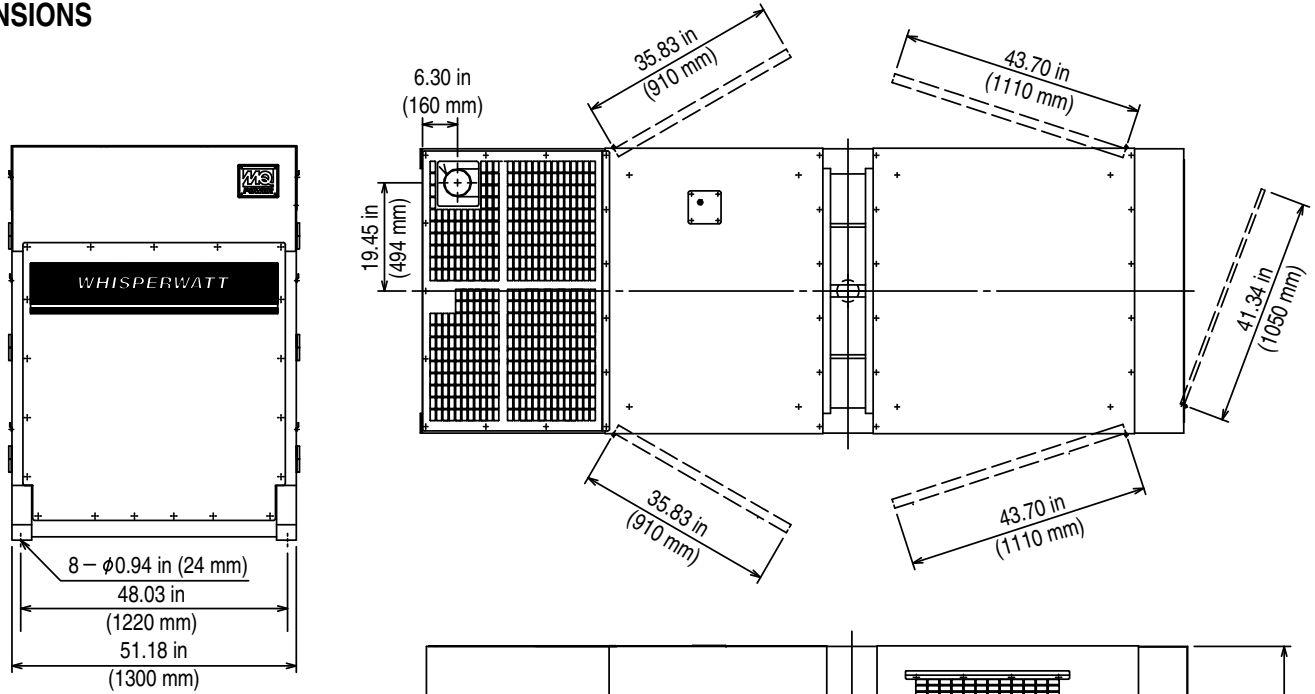 NSIONS
MQ
POWER
WHISPERWATT
8 – ϕ0.94 in (24 mm)
48.03 in
(1220 mm)
51.18 in
(1300 mm)
6.30 in
(160 mm)
19.45 in
(494 mm)
35.83 in
(910 mm)
43.70 in
(1110 mm)
41.34 in
(1050 mm)
35.83 in
(910 mm)
43.70 in
(1110 mm)